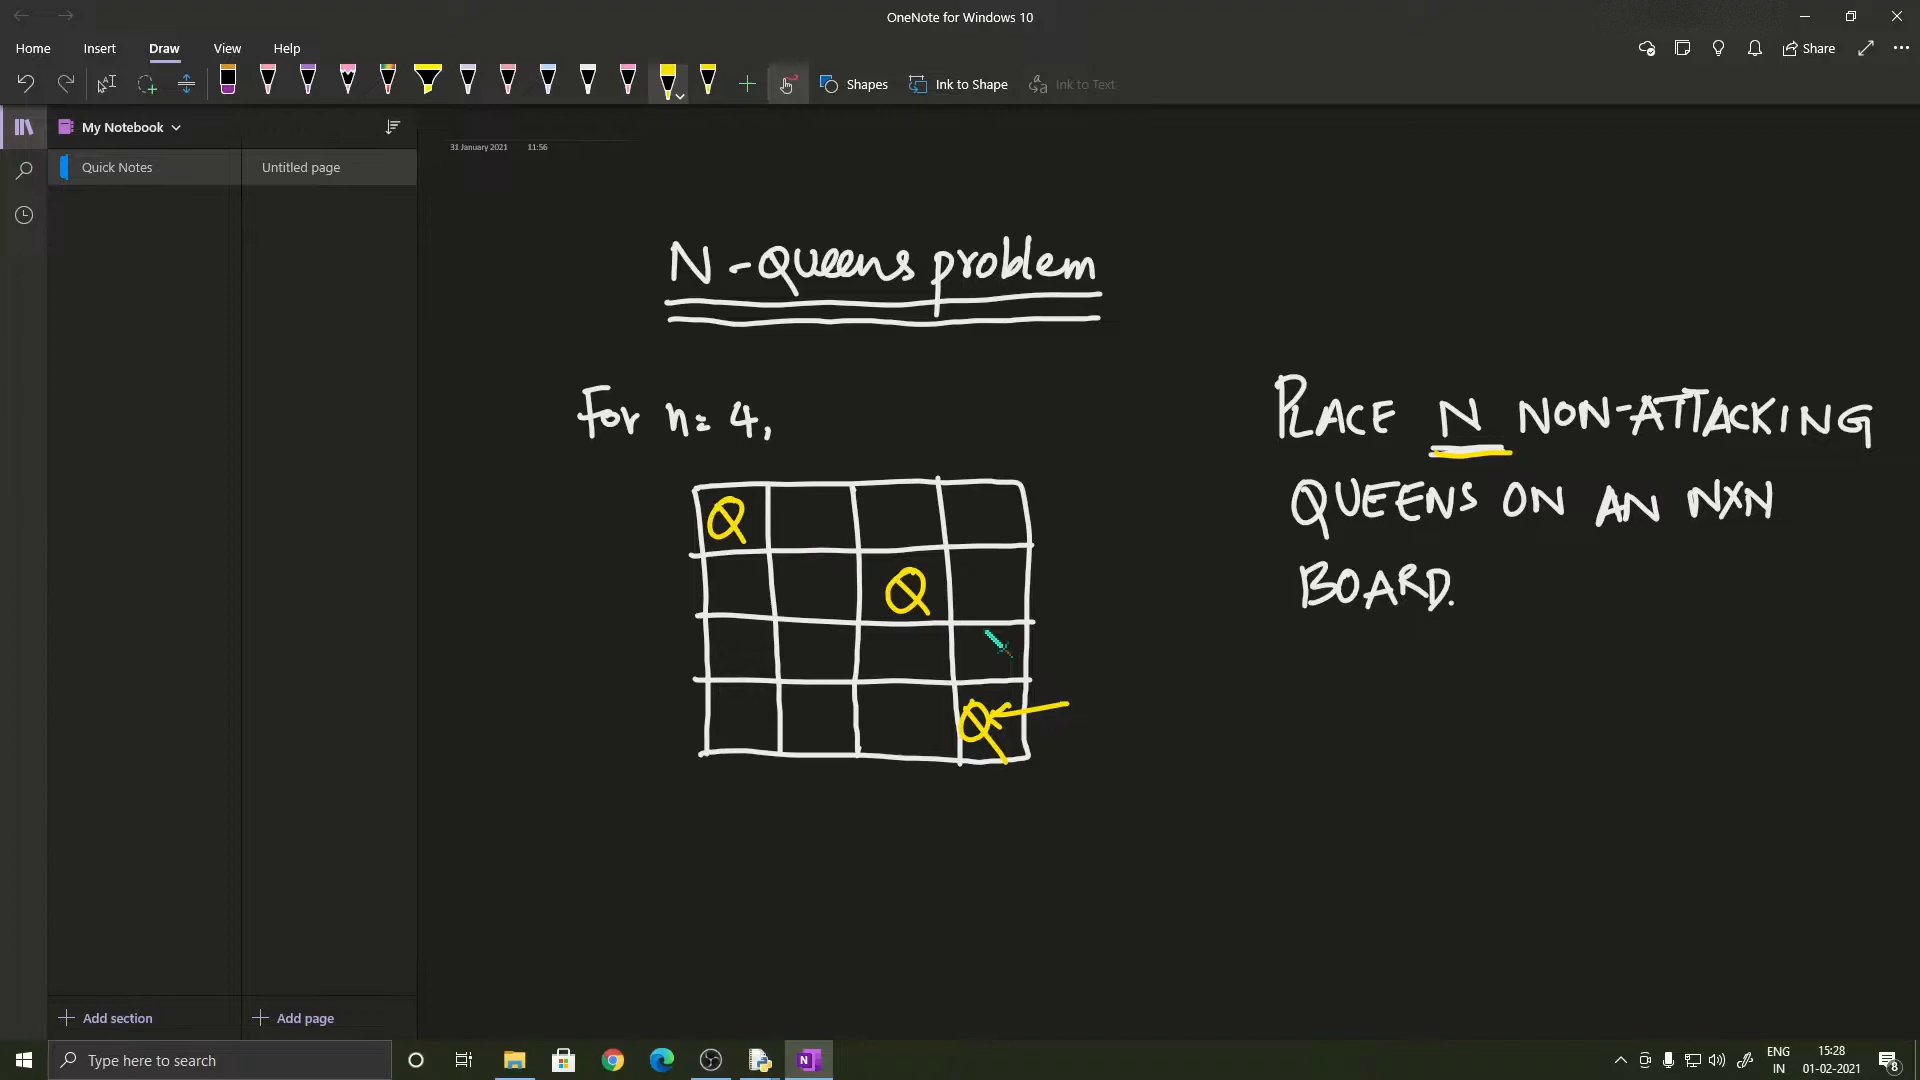 OneNote for Windows 10
Home Insert Draw View Help
Share
Shapes Ink to Shape Ink to Text
My Notebook
Quick Notes
Untitled page
31 January 2021 11:56
N-Queens problem
For n = 4,
Q
Q
Q
PLACE N NON-ATTACKING
QUEENS ON AN NXN
BOARD.
Add section
Add page
Type here to search
N
ENG
IN
15:28
01-02-2021
8